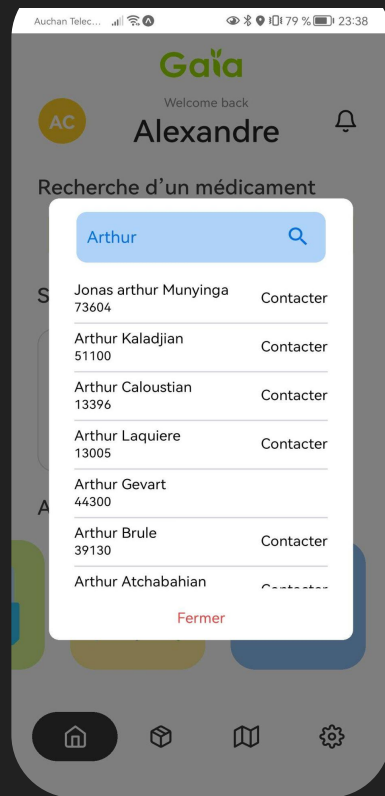 Auchan Telec... 79 % 23:38
Gaïa
Welcome back
AC
Alexandre
Recherche d'un médicament
Arthur
S
Jonas arthur Munyinga
73604
Contacter
Arthur Kaladjian
51100
Contacter
Arthur Caloustian
13396
Contacter
Arthur Laquiere
13005
Contacter
Arthur Gevart
44300
A
Arthur Brule
39130
Contacter
Arthur Atchabahian
Contacter
Fermer